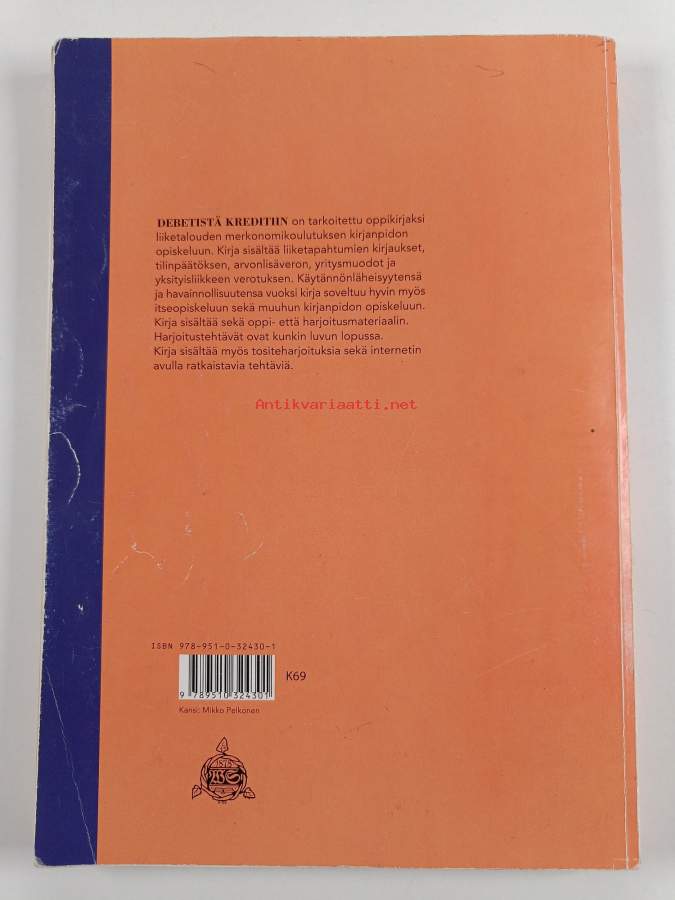 DEBETISTÄ KREDITIIN on tarkoitettu oppikirjaksi
liiketalouden merkonomikoulutuksen kirjanpidon
opiskeluun. Kirja sisältää liiketapahtumien kirjaukset,
tilinpäätöksen, arvonlisäveron, yritysmuodot ja
yksityisliikkeen verotuksen. Käytännönläheisyytensä
ja havainnollisuutensa vuoksi kirja soveltuu hyvin myös
itseopiskeluun sekä muuhun kirjanpidon opiskeluun.
Kirja sisältää sekä oppi- että harjoitusmateriaalin.
Harjoitustehtävät ovat kunkin luvun lopussa.
Kirja sisältää myös tositeharjoituksia sekä internetin
avulla ratkaistavia tehtäviä.
Antikvariaatti.net
ISBN 978-951-0-32430-1
K69
9 789510 324301
Kansi: Mikko Pelkonen
1878
WS